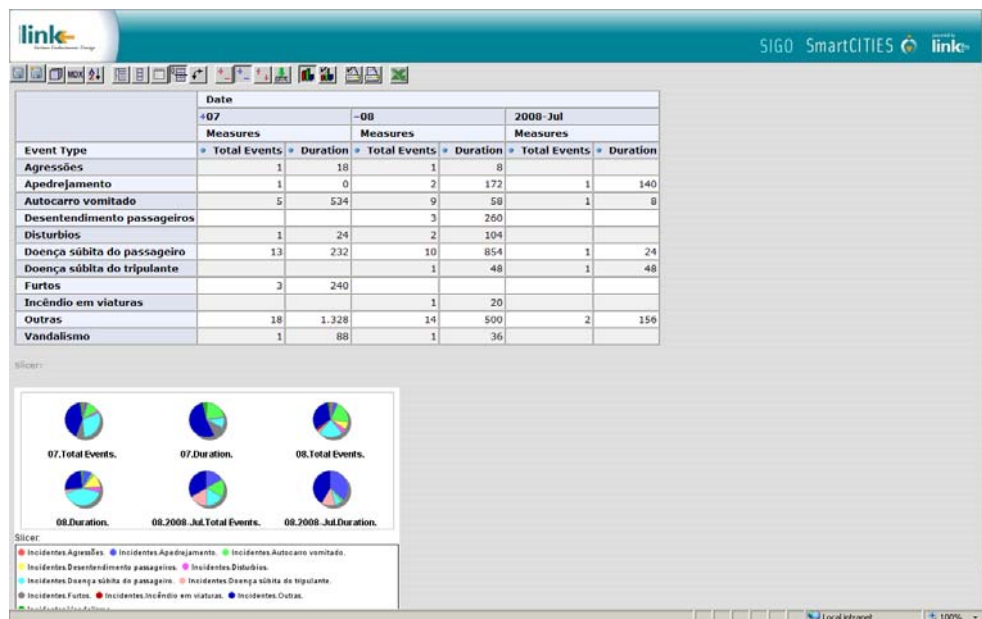 link
SIGO SmartCITIES link
MDX
Date
+07 -08 2008-Jul
Measures Measures Measures
Event Type Total Events Duration Total Events Duration Total Events Duration
Agressões 1 18 1 8
Apedrejamento 1 0 2 172 1 140
Autocarro vomitado 5 534 9 58 1 8
Desentendimento passageiros 3 260
Disturbios 1 24 2 104
Doença súbita do passageiro 13 232 10 854 1 24
Doença súbita do tripulante 1 48 1 48
Furtos 3 240
Incêndio em viaturas 1 20
Outras 18 1.328 14 500 2 156
Vandalismo 1 88 1 36
Slicer:
07.Total Events. 07.Duration. 08.Total Events.
08.Duration. 08.2008-Jul.Total Events. 08.2008-Jul.Duration.
Slicer:
Incidentes.Agressões. Incidentes.Apedrejamento. Incidentes.Autocarro vomitado.
Incidentes.Desentendimento passageiros. Incidentes.Disturbios.
Incidentes.Doença súbita do passageiro. Incidentes.Doença súbita do tripulante.
Incidentes.Furtos. Incidentes.Incêndio em viaturas. Incidentes.Outras.
Local intranet 100%